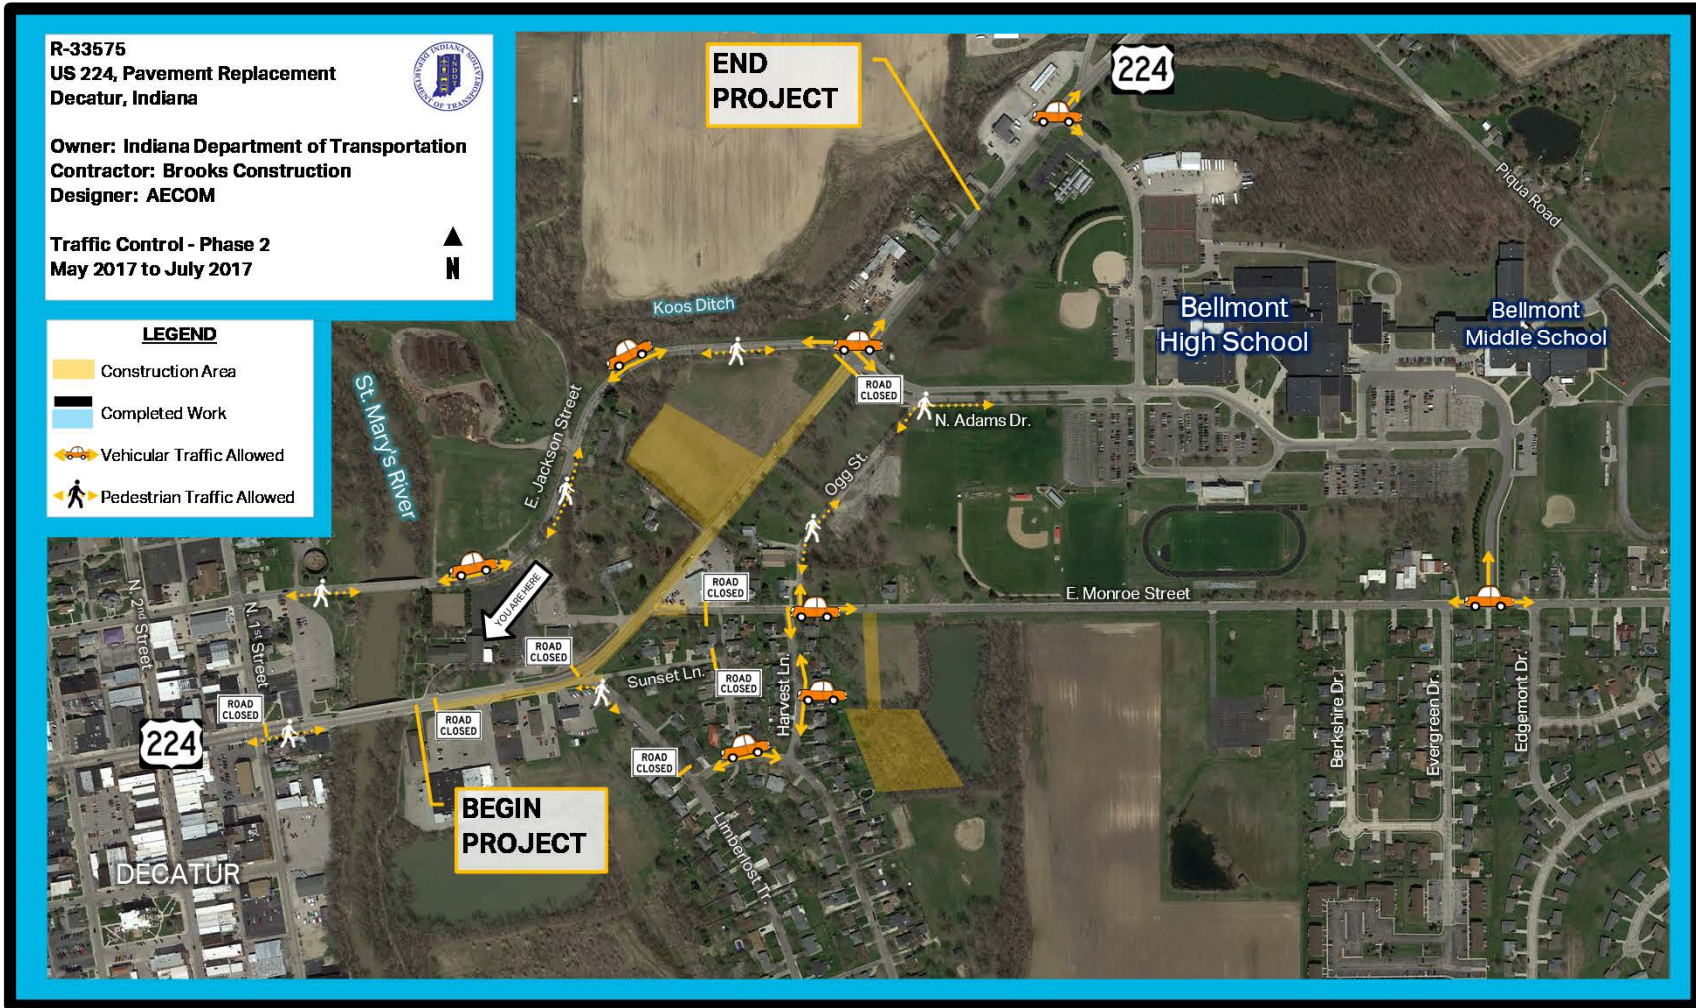 R-33575
US 224, Pavement Replacement
Decatur, Indiana
Owner: Indiana Department of Transportation
Contractor: Brooks Construction
Designer: AECOM
Traffic Control - Phase 2
May 2017 to July 2017
N
INDIANA
DEPARTMENT OF TRANSPORTATION
INDOT
LEGEND
Construction Area
Completed Work
Vehicular Traffic Allowed
Pedestrian Traffic Allowed
END
PROJECT
224
Piqua Road
Koos Ditch
Bellmont
High School
Bellmont
Middle School
St. Mary's River
E. Jackson Street
ROAD
CLOSED
N. Adams Dr.
Ogg St.
YOU ARE HERE
ROAD
CLOSED
E. Monroe Street
N. 2nd Street
N. 1st Street
ROAD
CLOSED
Sunset Ln.
ROAD
CLOSED
Harvest Ln.
ROAD
CLOSED
ROAD
CLOSED
224
ROAD
CLOSED
BEGIN
PROJECT
Limberlost Tr.
Berkshire Dr.
Evergreen Dr.
Edgemont Dr.
DECATUR